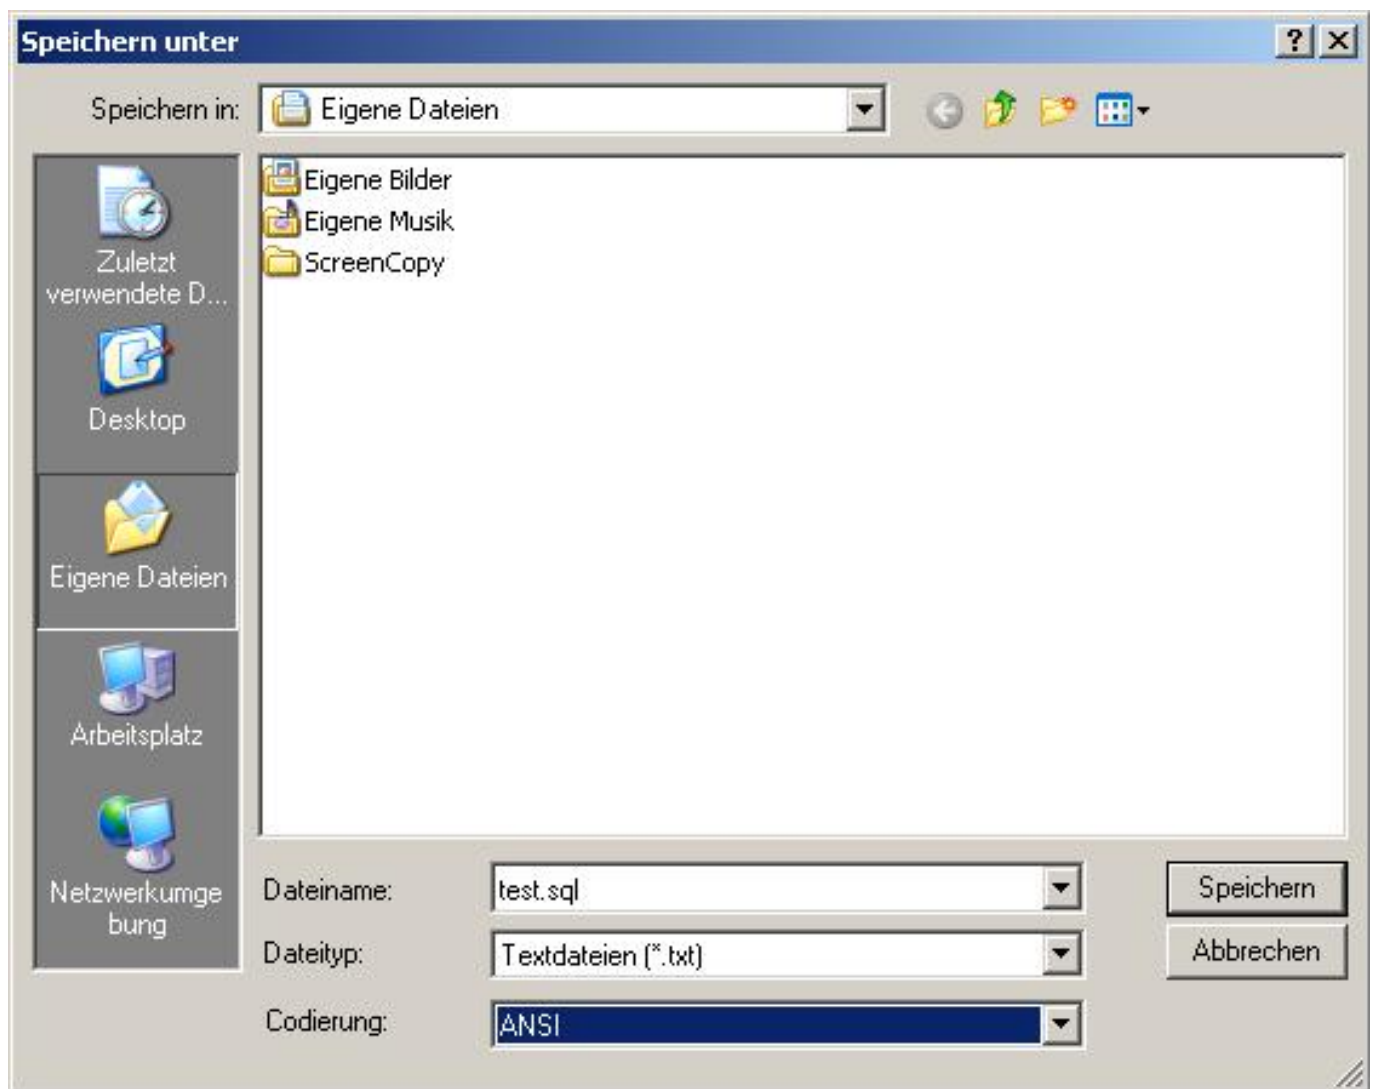 Speichern unter
Speichern in:
Eigene Dateien
Zuletzt
verwendete D...
Desktop
Eigene Dateien
Arbeitsplatz
Netzwerkumge
bung
Eigene Bilder
Eigene Musik
ScreenCopy
Dateiname:
test.sql
Speichern
Dateityp:
Textdateien (*.txt)
Abbrechen
Codierung:
ANSI